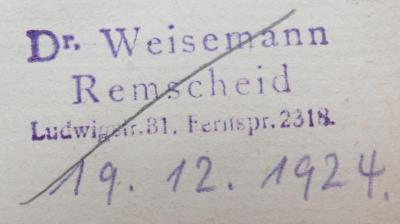 Dr. Weisemann
Remscheid
Ludwigstr. 31. Fernspr. 2318.
19. 12. 1924.